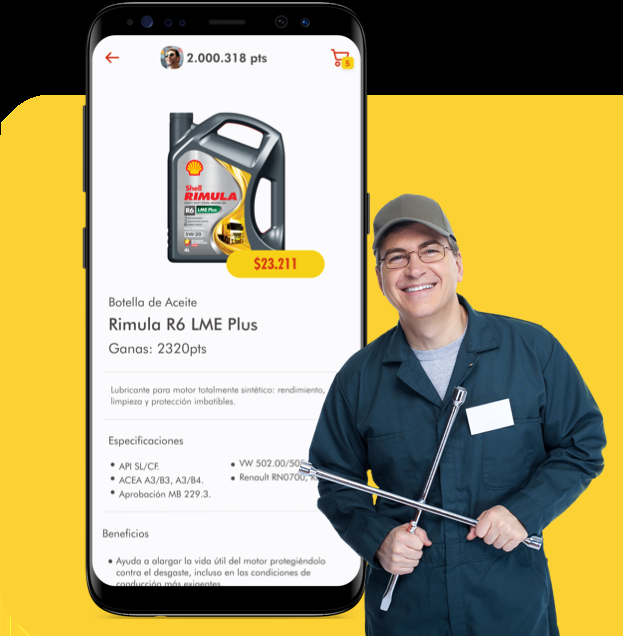 2.000.318 pts
5
Shell
RIMULA
R6 LME Plus
5W-30
4L
$23.211
Botella de Aceite
Rimula R6 LME Plus
Ganas: 2320pts
Lubricante para motor totalmente sintético: rendimiento,
limpieza y protección imbatibles.
Especificaciones
• API SL/CF.
• ACEA A3/B3, A3/B4.
• Aprobación MB 229.3.
• VW 502.00/505
• Renault RN0700,
Beneficios
• Ayuda a alargar la vida útil del motor protegiéndolo
contra el desgaste, incluso en las condiciones de
conducción más exigentes.